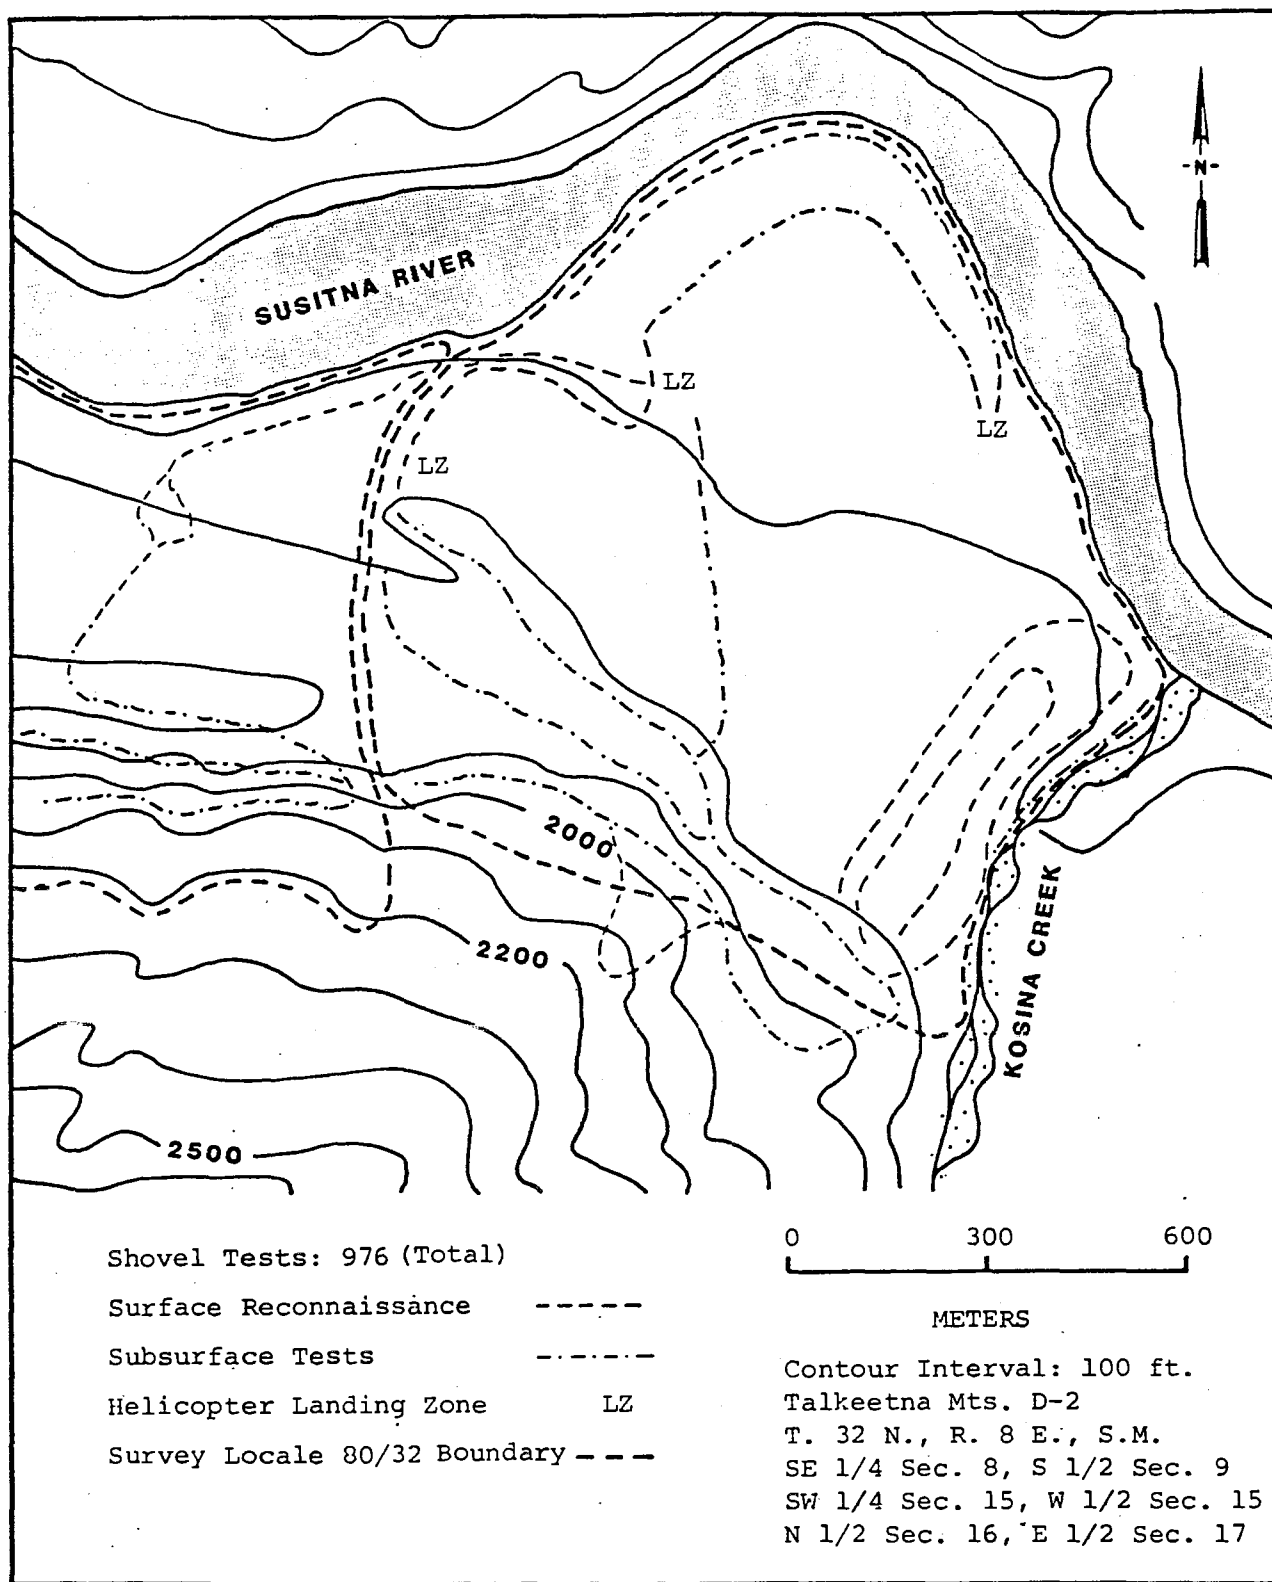 -N-
SUSITNA RIVER
LZ
LZ
LZ
2000
2200
KOSINA CREEK
2500
Shovel Tests: 976 (Total)
Surface Reconnaissance
Subsurface Tests
Helicopter Landing Zone LZ
Survey Locale 80/32 Boundary
0 300 600
METERS
Contour Interval: 100 ft.
Talkeetna Mts. D-2
T. 32 N., R. 8 E., S.M.
SE 1/4 Sec. 8, S 1/2 Sec. 9
SW 1/4 Sec. 15, W 1/2 Sec. 15
N 1/2 Sec. 16, E 1/2 Sec. 17